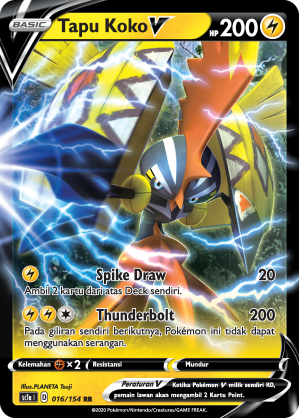 BASIC Tapu Koko V HP 200
Spike Draw 20
Ambil 2 kartu dari atas Deck sendiri.
Thunderbolt 200
Pada giliran sendiri berikutnya, Pokémon ini tidak dapat
menggunakan serangan.
Kelemahan ×2 Resistansi Mundur
Illus.PLANETA Tsuji
sc1a I D 016/154 RR
Peraturan V Ketika Pokémon V milik sendiri KO,
pemain lawan akan mengambil 2 Kartu Point.
©2020 Pokémon/Nintendo/Creatures/GAME FREAK.